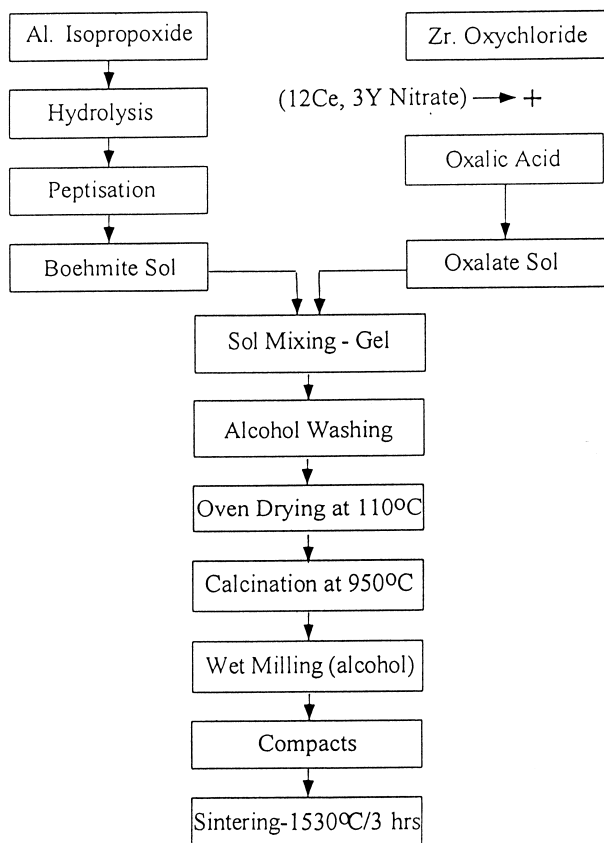 Al. Isopropoxide
Zr. Oxychloride
Hydrolysis
(12Ce, 3Y Nitrate) → +
Peptisation
Oxalic Acid
Boehmite Sol
Oxalate Sol
Sol Mixing - Gel
Alcohol Washing
Oven Drying at 110ºC
Calcination at 950ºC
Wet Milling (alcohol)
Compacts
Sintering-1530ºC/3 hrs